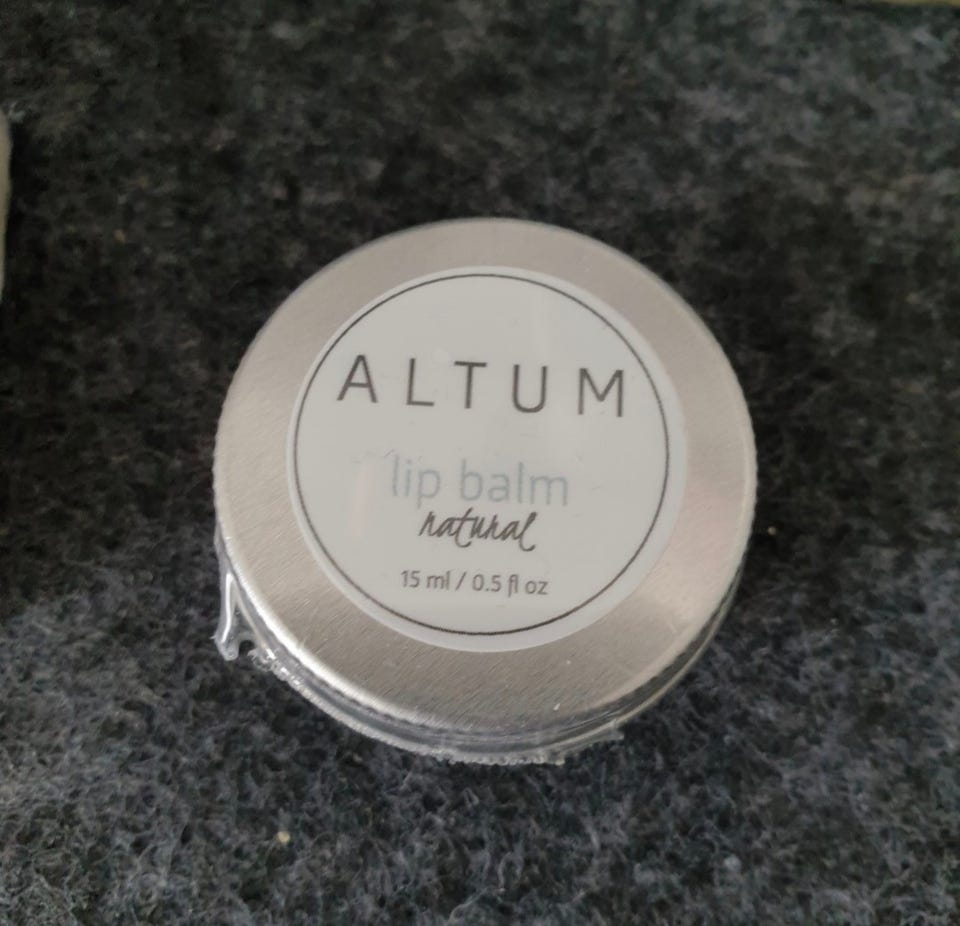 ALTUM
lip balm
natural
15 ml / 0.5 fl oz